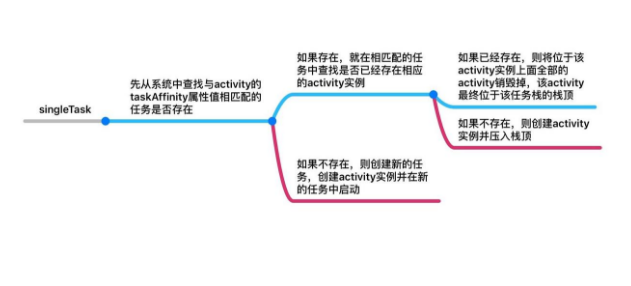 singleTask
先从系统中查找与activity的
taskAffinity属性值相匹配的
任务是否存在
如果存在，就在相匹配的任
务中查找是否已经存在相应
的activity实例
如果已经存在，则将位于该
activity实例上面全部的
activity销毁掉，该activity
最终位于该任务栈的栈顶
如果不存在，则创建activity
实例并压入栈顶
如果不存在，则创建新的任
务，创建activity实例并在新
的任务中启动